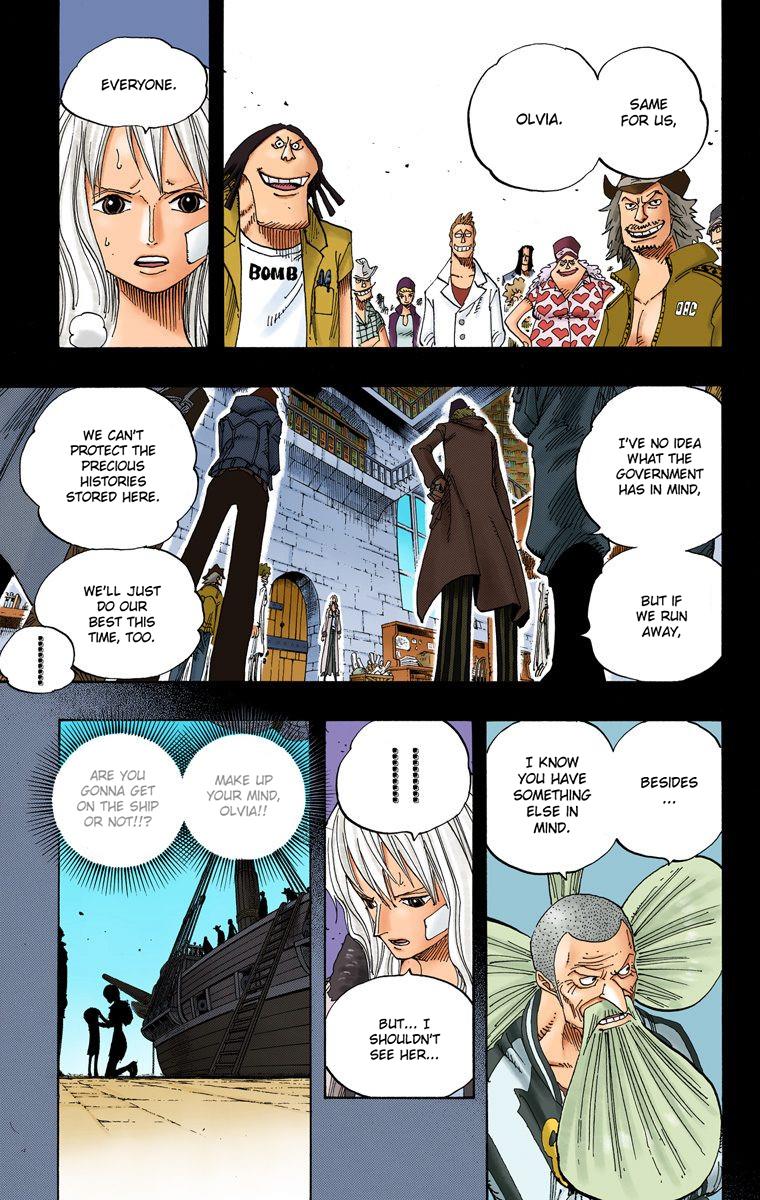 SAME
FOR US,
OLVIA.
BOMB
EVERYONE.
I'VE NO IDEA
WHAT THE
GOVERNMENT
HAS IN MIND,
BUT IF
WE RUN
AWAY,
WE CAN'T
PROTECT THE
PRECIOUS
HISTORIES
STORED HERE.
WE'LL JUST
DO OUR
BEST THIS
TIME, TOO.
BESIDES
...
I KNOW
YOU HAVE
SOMETHING
ELSE IN
MIND.
BUT... I
SHOULDN'T
SEE HER...
MAKE UP
YOUR MIND,
OLVIA!!
ARE YOU
GONNA GET
ON THE SHIP
OR NOT!!?